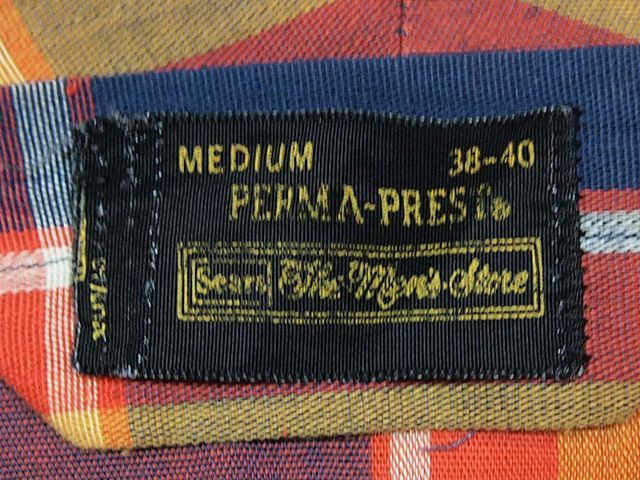 MEDIUM 38-40
PERMA-PREST®
Sears The Men's Store